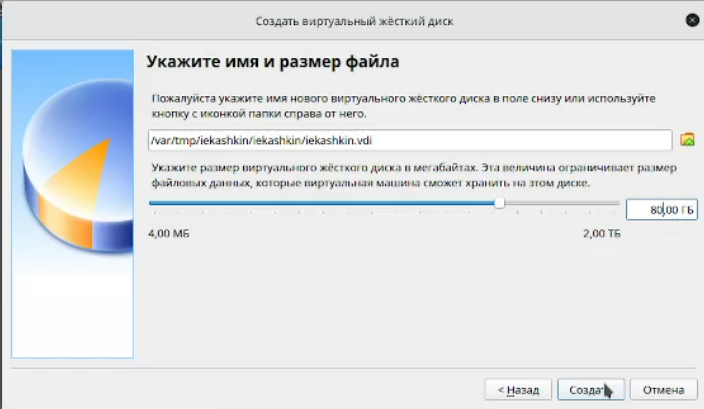 Создать виртуальный жёсткий диск
Укажите имя и размер файла
Пожалуйста укажите имя нового виртуального жёсткого диска в поле снизу или используйте
кнопку с иконкой папки справа от него.
/var/tmp/iekashkin/iekashkin/iekashkin.vdi
Укажите размер виртуального жёсткого диска в мегабайтах. Эта величина ограничивает размер
файловых данных, которые виртуальная машина сможет хранить на этом диске.
80,00 ГБ
4,00 МБ 2,00 ТБ
< Назад Создать Отмена